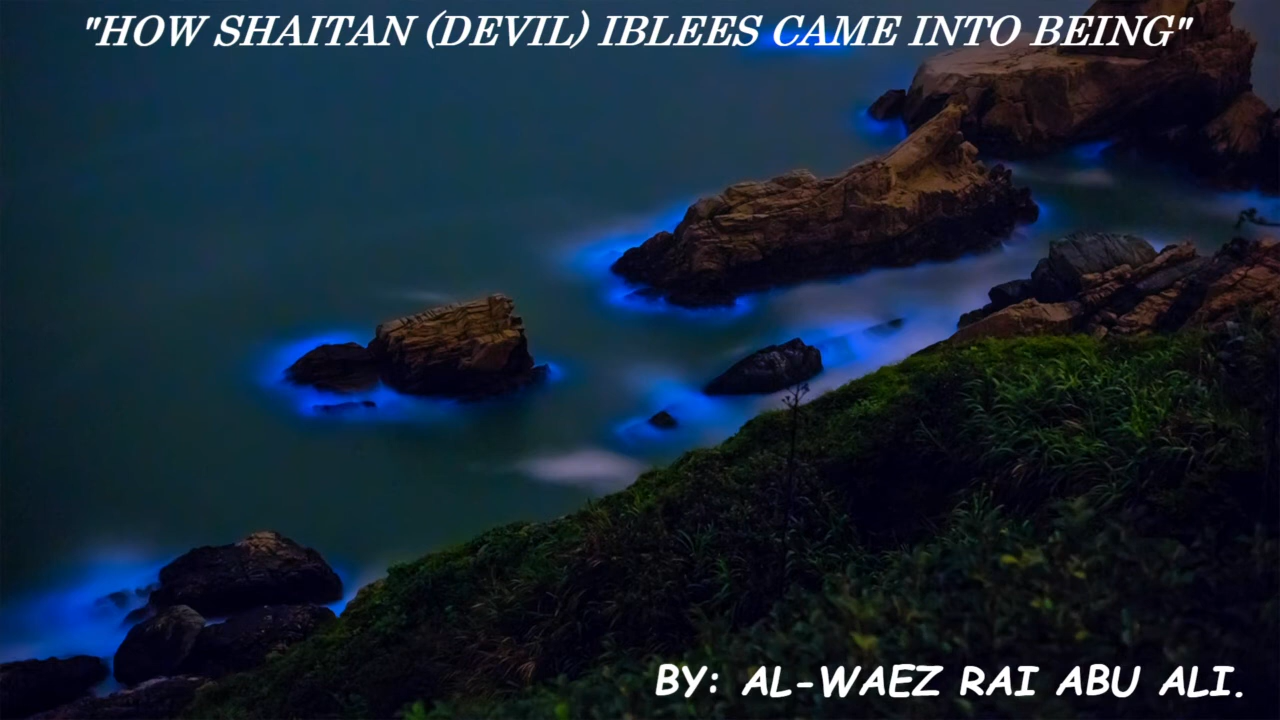 "HOW SHAITAN (DEVIL) IBLEES CAME INTO BEING"
BY: AL-WAEZ RAI ABU ALI.